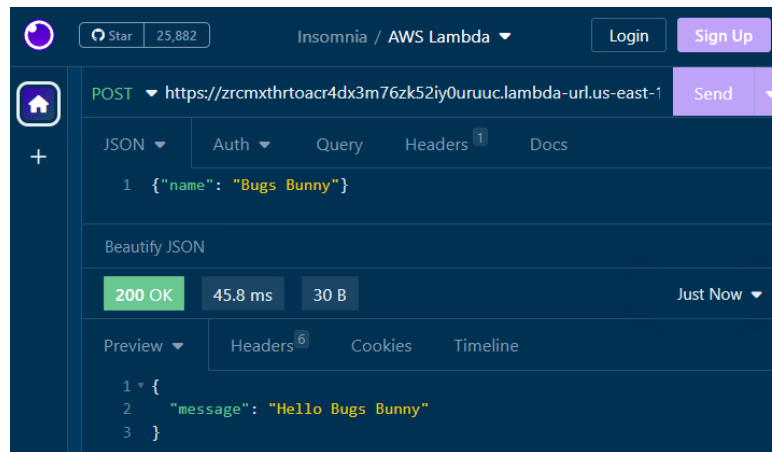 Star 25,882 Insomnia / AWS Lambda Login Sign Up
POST https://zrcmxthrtoacr4dx3m76zk52iy0uruuc.lambda-url.us-east-1 Send
JSON Auth Query Headers 1 Docs
1 {"name": "Bugs Bunny"}
Beautify JSON
200 OK 45.8 ms 30 B Just Now
Preview Headers 6 Cookies Timeline
1 {
2 "message": "Hello Bugs Bunny"
3 }